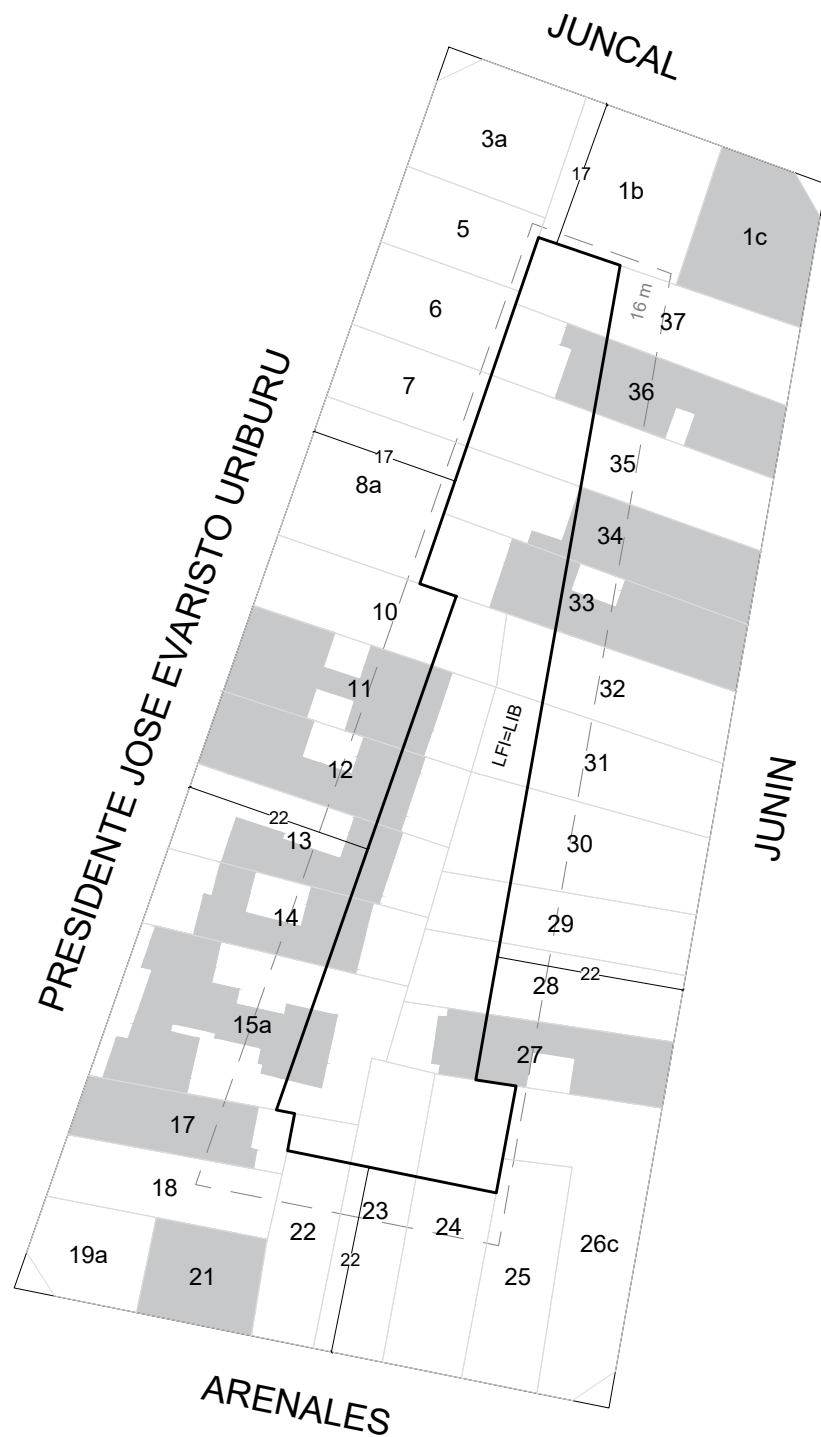 JUNCAL
3a
17
1b
1c
5
6
16 m
37
7
36
PRESIDENTE JOSE EVARISTO URIBURU
17
35
8a
34
10
33
11
32
LFI=LIB
12
31
JUNIN
22
13
30
14
29
28
22
15a
27
17
18
23
22
24
26c
19a
21
22
25
ARENALES